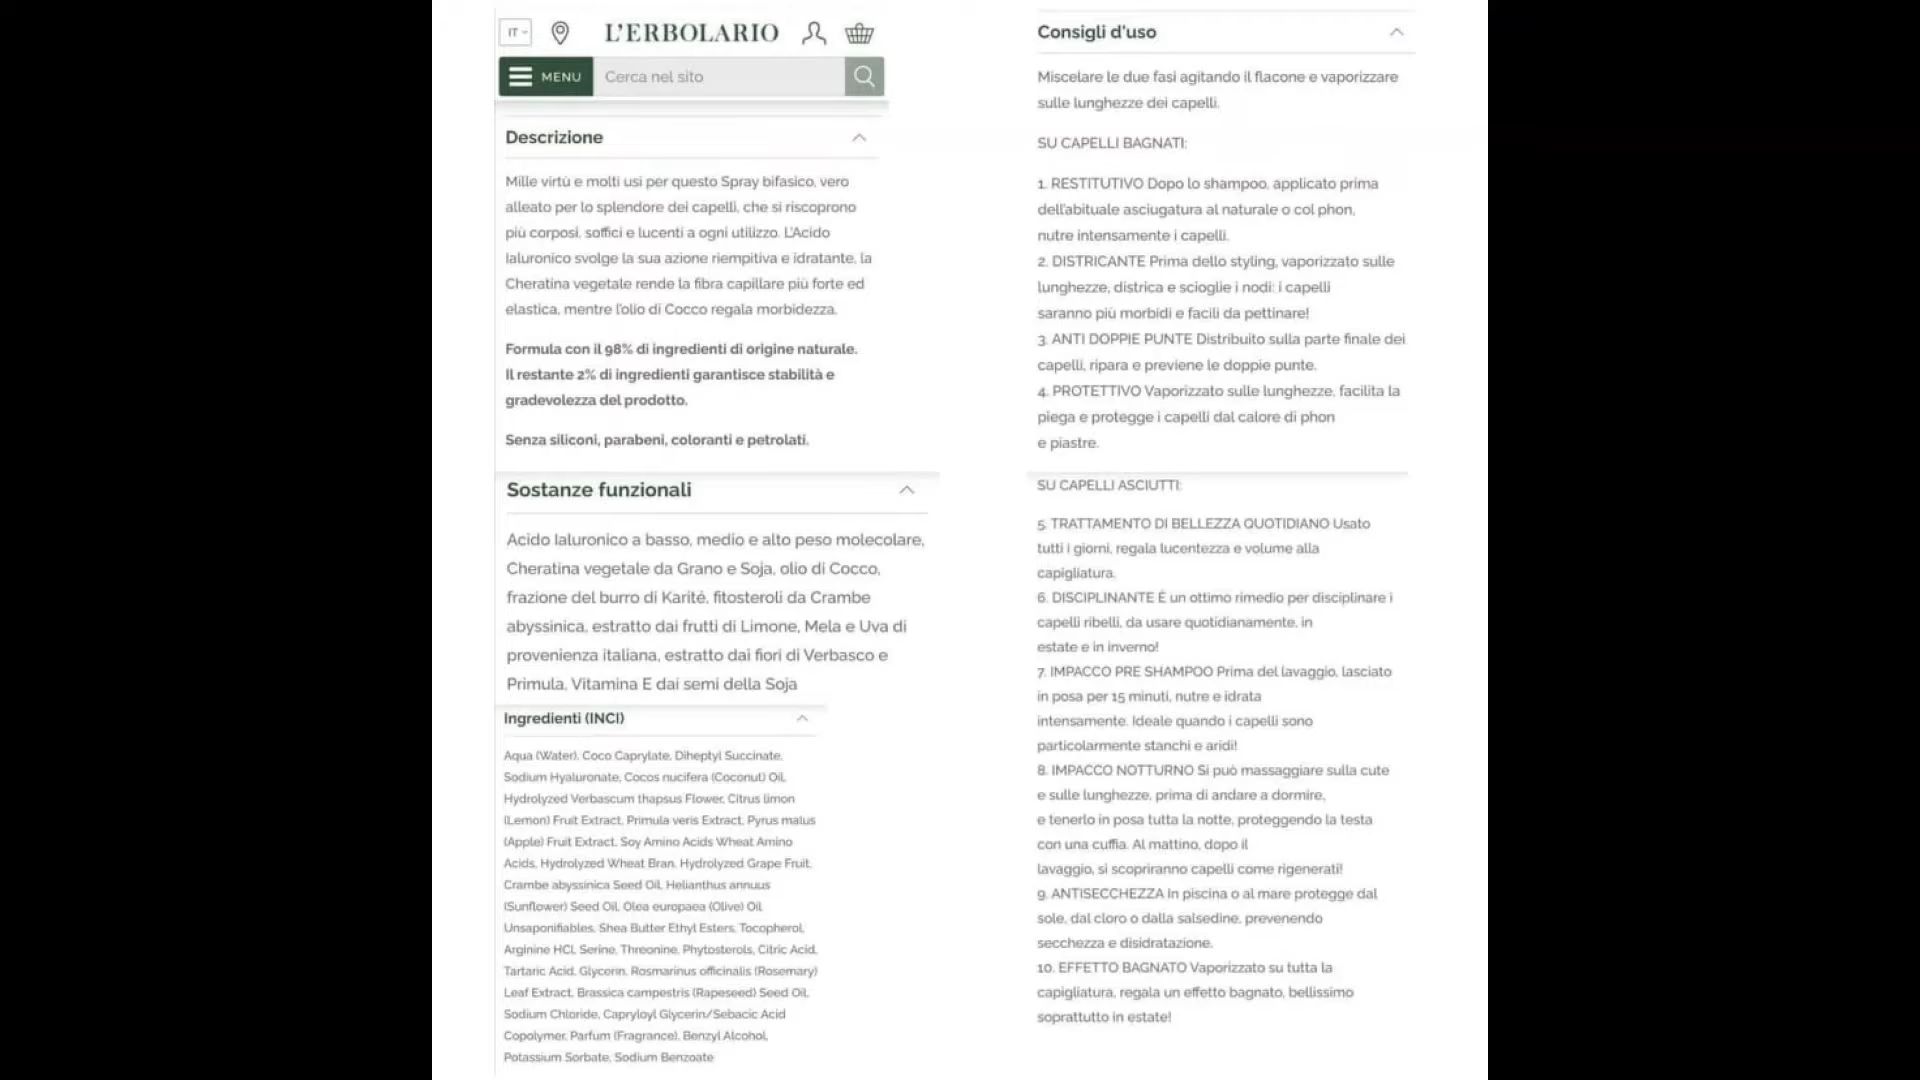 IT
L'ERBOLARIO
MENU
Cerca nel sito
Descrizione
Mille virtù e molti usi per questo Spray bifasico, vero
alleato per lo splendore dei capelli, che si riscoprono
più corposi, soffici e lucenti a ogni utilizzo. L'Acido
Ialuronico svolge la sua azione riempitiva e idratante, la
Cheratina vegetale rende la fibra capillare più forte ed
elastica, mentre l'olio di Cocco regala morbidezza.
Formula con il 98% di ingredienti di origine naturale.
Il restante 2% di ingredienti garantisce stabilità e
gradevolezza del prodotto.
Senza siliconi, parabeni, coloranti e petrolati.
Sostanze funzionali
Acido Ialuronico a basso, medio e alto peso molecolare,
Cheratina vegetale da Grano e Soja, olio di Cocco,
frazione del burro di Karité, fitosteroli da Crambe
abyssinica, estratto dai frutti di Limone, Mela e Uva di
provenienza italiana, estratto dai fiori di Verbasco e
Primula, Vitamina E dai semi della Soja
Ingredienti (INCI)
Aqua (Water), Coco Caprylate, Diheptyl Succinate,
Sodium Hyaluronate, Cocos nucifera (Coconut) Oil,
Hydrolyzed Verbascum thapsus Flower, Citrus limon
(Lemon) Fruit Extract, Primula veris Extract, Pyrus malus
(Apple) Fruit Extract, Soy Amino Acids Wheat Amino
Acids, Hydrolyzed Wheat Bran, Hydrolyzed Grape Fruit,
Crambe abyssinica Seed Oil, Helianthus annuus
(Sunflower) Seed Oil, Olea europaea (Olive) Oil
Unsaponifiables, Shea Butter Ethyl Esters, Tocopherol,
Arginine HCl, Serine, Threonine, Phytosterols, Citric Acid,
Tartaric Acid, Glycerin, Rosmarinus officinalis (Rosemary)
Leaf Extract, Brassica campestris (Rapeseed) Seed Oil,
Sodium Chloride, Capryloyl Glycerin/Sebacic Acid
Copolymer, Parfum (Fragrance), Benzyl Alcohol,
Potassium Sorbate, Sodium Benzoate
Consigli d'uso
Miscelare le due fasi agitando il flacone e vaporizzare
sulle lunghezze dei capelli.
SU CAPELLI BAGNATI:
1. RESTITUTIVO Dopo lo shampoo, applicato prima
dell'abituale asciugatura al naturale o col phon,
nutre intensamente i capelli.
2. DISTRICANTE Prima dello styling, vaporizzato sulle
lunghezze, districa e scioglie i nodi: i capelli
saranno più morbidi e facili da pettinare!
3. ANTI DOPPIE PUNTE Distribuito sulla parte finale dei
capelli, ripara e previene le doppie punte.
4. PROTETTIVO Vaporizzato sulle lunghezze, facilita la
piega e protegge i capelli dal calore di phon
e piastre.
SU CAPELLI ASCIUTTI:
5. TRATTAMENTO DI BELLEZZA QUOTIDIANO Usato
tutti i giorni, regala lucentezza e volume alla
capigliatura.
6. DISCIPLINANTE È un ottimo rimedio per disciplinare i
capelli ribelli, da usare quotidianamente, in
estate e in inverno!
7. IMPACCO PRE SHAMPOO Prima del lavaggio, lasciato
in posa per 15 minuti, nutre e idrata
intensamente. Ideale quando i capelli sono
particolarmente stanchi e aridi!
8. IMPACCO NOTTURNO Si può massaggiare sulla cute
e sulle lunghezze, prima di andare a dormire,
e tenerlo in posa tutta la notte, proteggendo la testa
con una cuffia. Al mattino, dopo il
lavaggio, si scopriranno capelli come rigenerati!
9. ANTISECCHEZZA In piscina o al mare protegge dal
sole, dal cloro o dalla salsedine, prevenendo
secchezza e disidratazione.
10. EFFETTO BAGNATO Vaporizzato su tutta la
capigliatura, regala un effetto bagnato, bellissimo
soprattutto in estate!